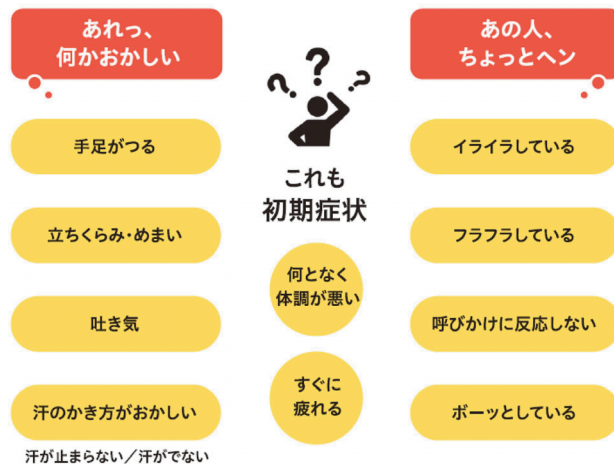 あれっ、
何かおかしい
手足がつる
立ちくらみ・めまい
吐き気
汗のかき方がおかしい
汗が止まらない／汗がでない
???
これも
初期症状
何となく
体調が悪い
すぐに
疲れる
あの人、
ちょっとヘン
イライラしている
フラフラしている
呼びかけに反応しない
ボーッとしている